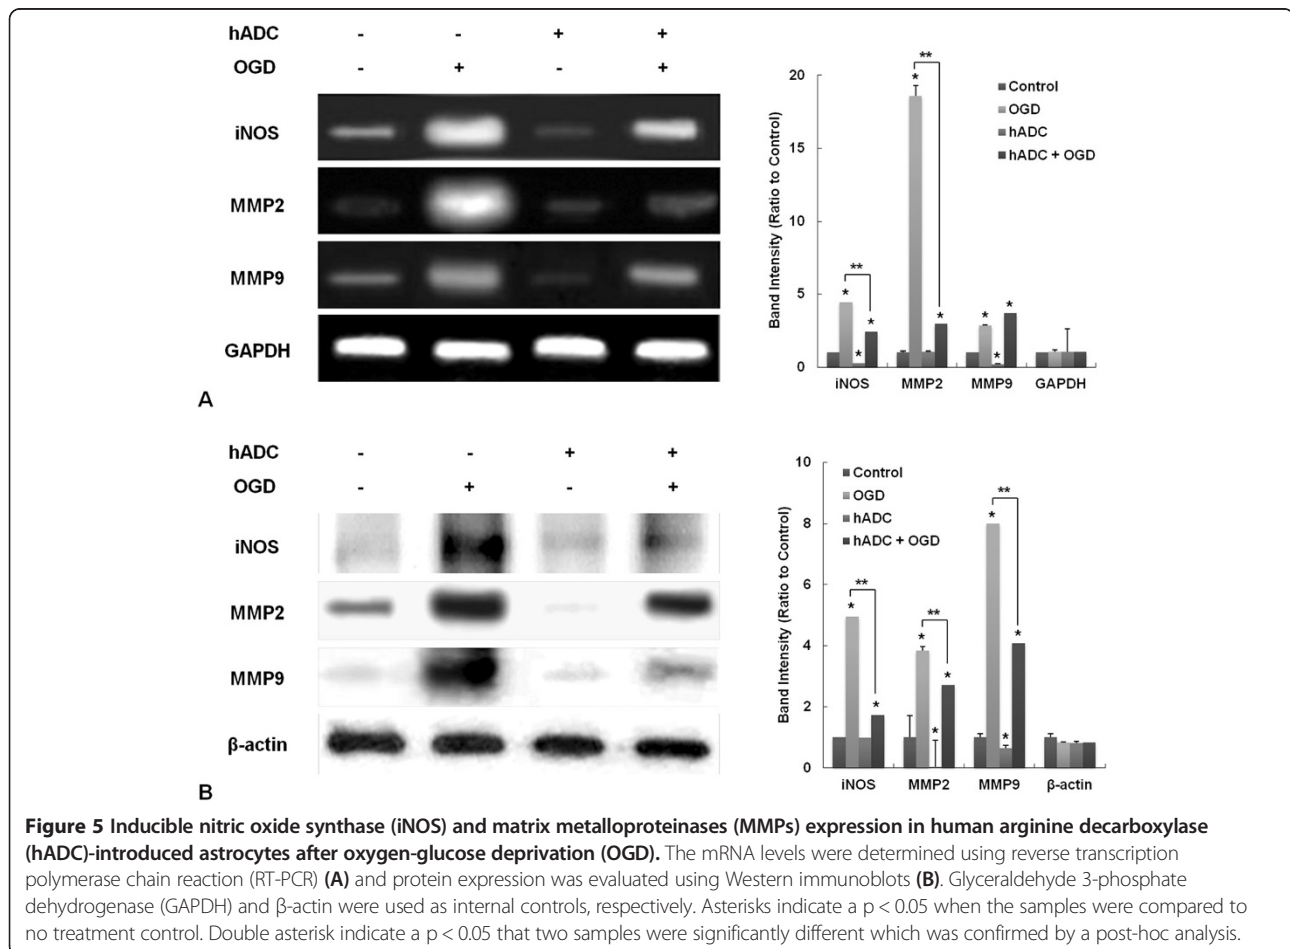 hADC - - + +
OGD - + - +
iNOS
MMP2
MMP9
GAPDH
A
Band Intensity (Ratio to Control)
20
15
10
5
0
Control
OGD
hADC
hADC + OGD
** ** * * * * * * * *
iNOS MMP2 MMP9 GAPDH
hADC - - + +
OGD - + - +
iNOS
MMP2
MMP9
β-actin
B
Band Intensity (Ratio to Control)
10
8
6
4
2
0
Control
OGD
hADC
hADC + OGD
** ** ** * * * * * * * *
iNOS MMP2 MMP9 β-actin
Figure 5 Inducible nitric oxide synthase (iNOS) and matrix metalloproteinases (MMPs) expression in human arginine decarboxylase
(hADC)-introduced astrocytes after oxygen-glucose deprivation (OGD). The mRNA levels were determined using reverse transcription
polymerase chain reaction (RT-PCR) (A) and protein expression was evaluated using Western immunoblots (B). Glyceraldehyde 3-phosphate
dehydrogenase (GAPDH) and β-actin were used as internal controls, respectively. Asterisks indicate a p < 0.05 when the samples were compared to
no treatment control. Double asterisk indicate a p < 0.05 that two samples were significantly different which was confirmed by a post-hoc analysis.